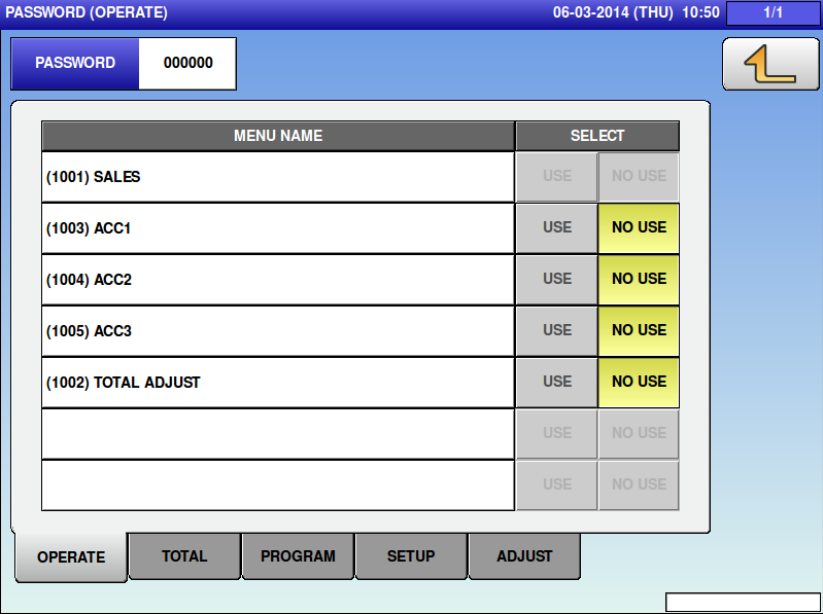 PASSWORD (OPERATE) 06-03-2014 (THU) 10:50 1/1
PASSWORD 000000
MENU NAME SELECT
(1001) SALES USE NO USE
(1003) ACC1 USE NO USE
(1004) ACC2 USE NO USE
(1005) ACC3 USE NO USE
(1002) TOTAL ADJUST USE NO USE
USE NO USE
USE NO USE
OPERATE TOTAL PROGRAM SETUP ADJUST